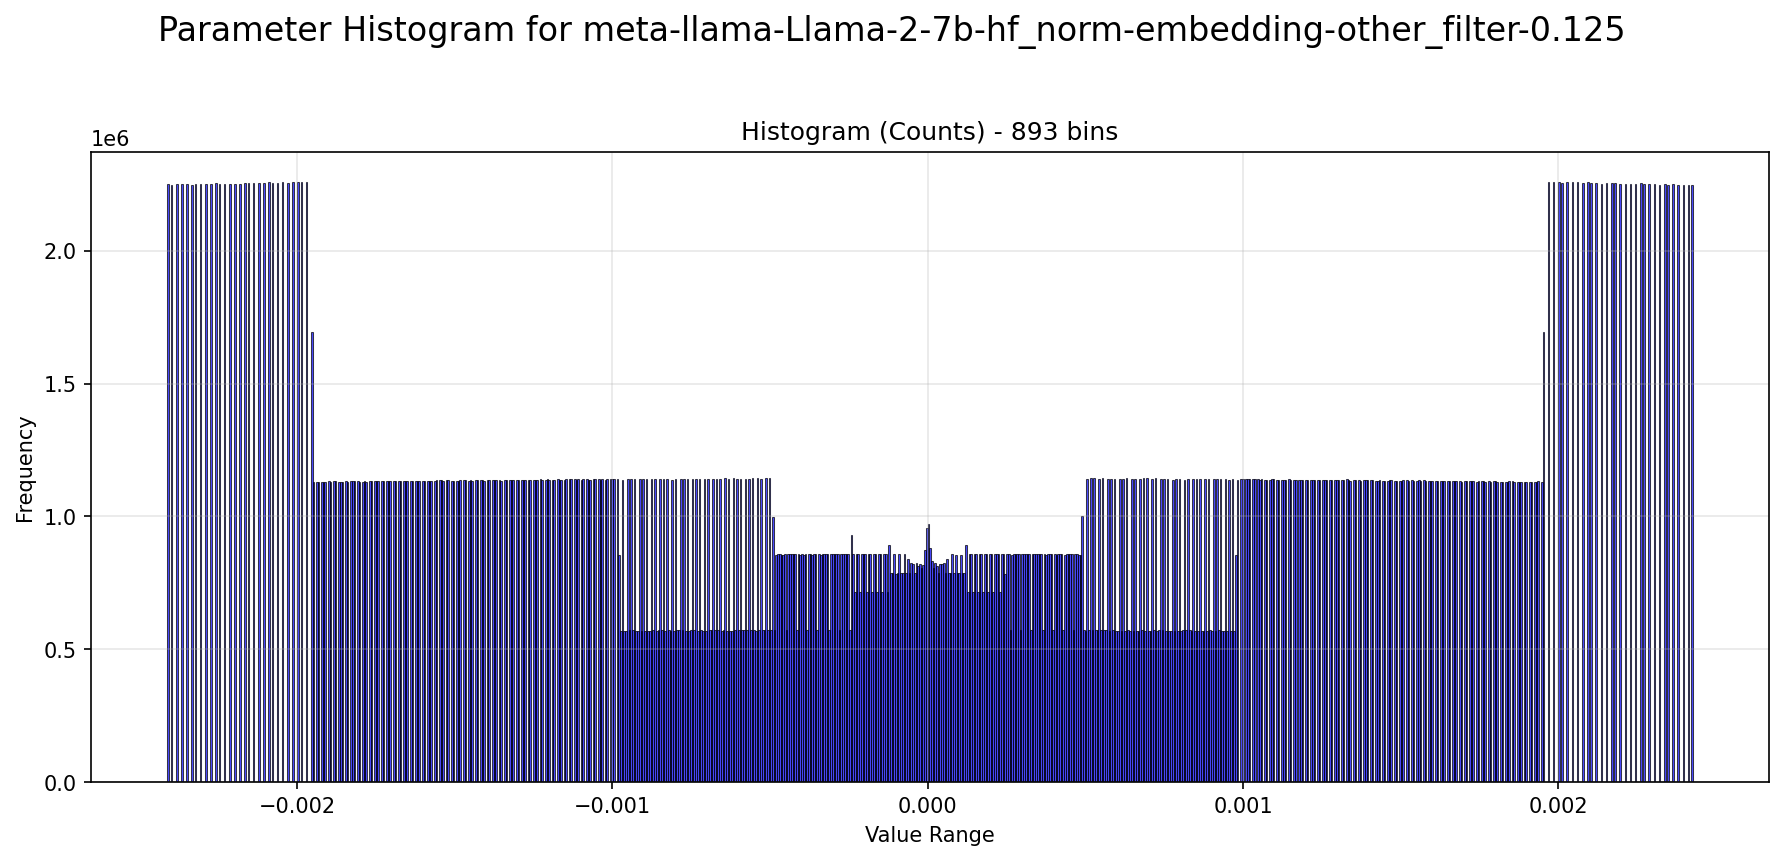 Parameter Histogram for meta-llama-Llama-2-7b-hf_norm-embedding-other_filter-0.125
Histogram (Counts) - 893 bins
1e6
2.0
1.5
1.0
0.5
0.0
Frequency
−0.002 −0.001 0.000 0.001 0.002
Value Range